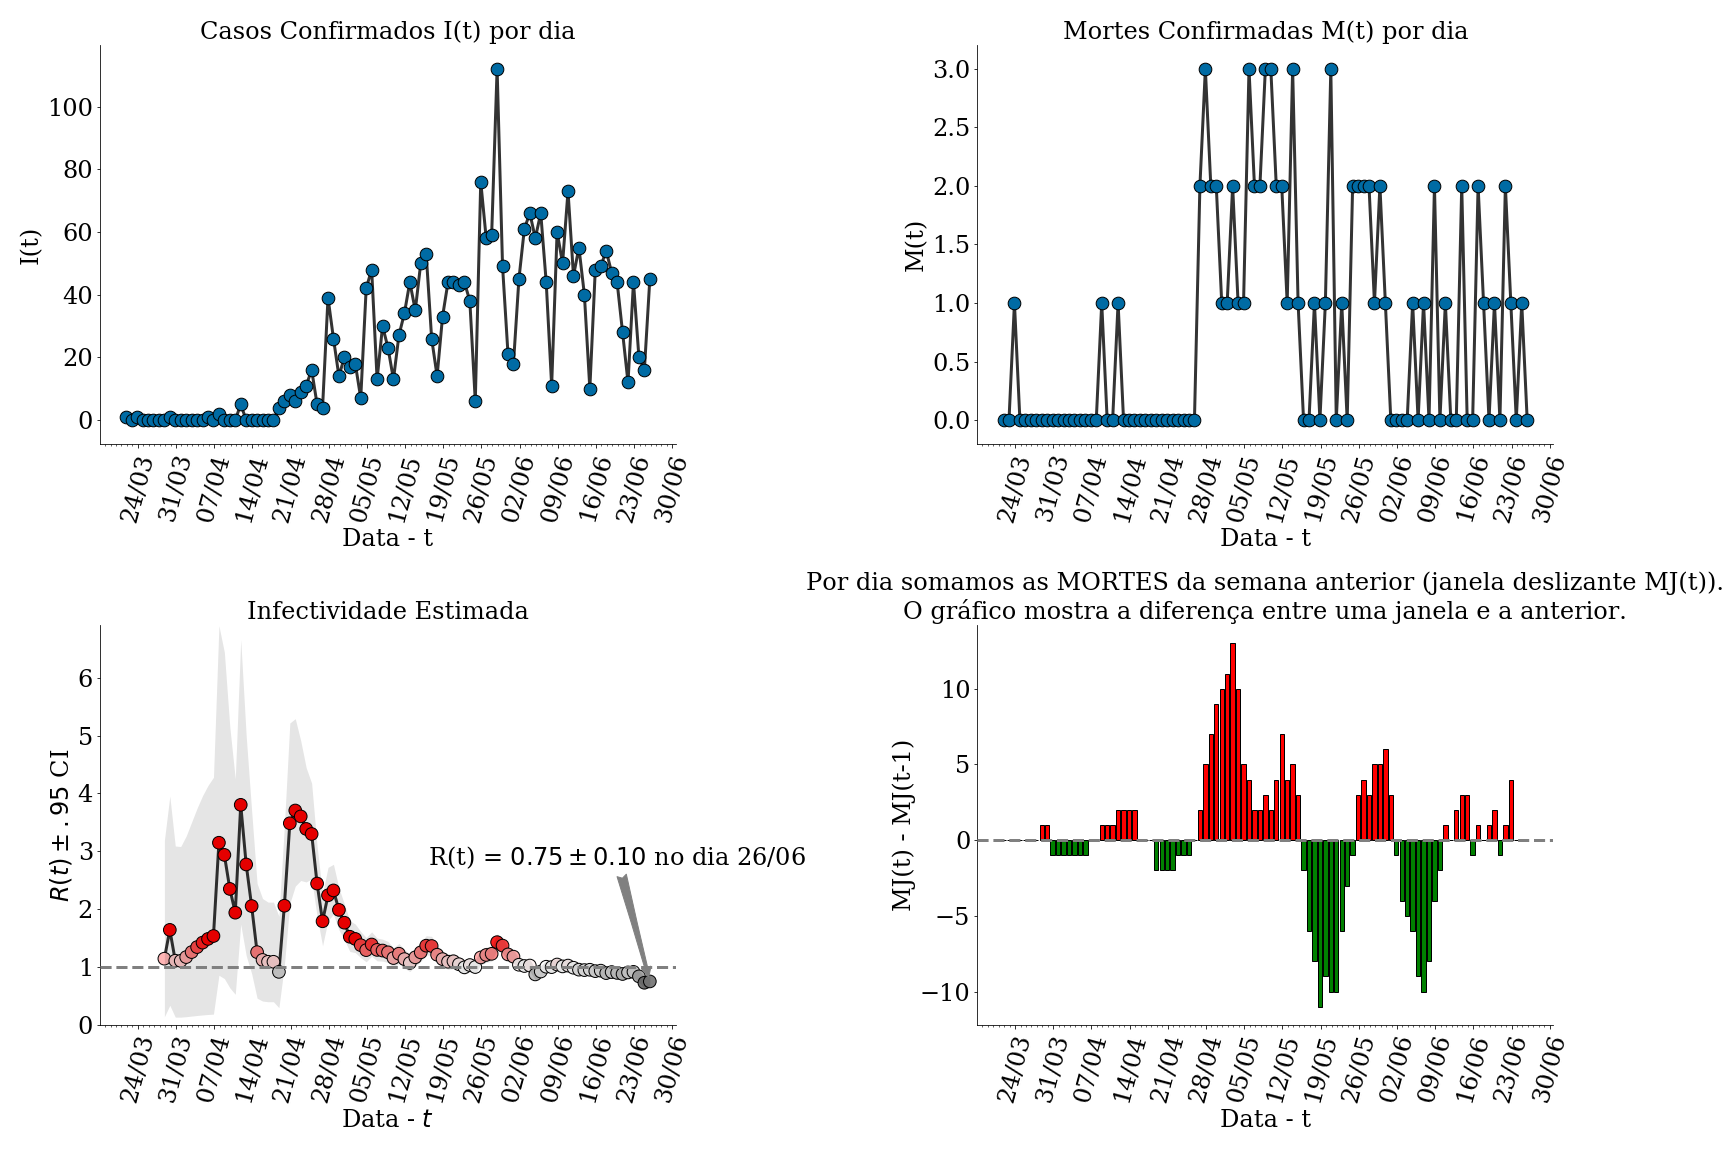 Casos Confirmados I(t) por dia
I(t)
100
80
60
40
20
0
24/03 31/03 07/04 14/04 21/04 28/04 05/05 12/05 19/05 26/05 02/06 09/06 16/06 23/06 30/06
Data - t
Mortes Confirmadas M(t) por dia
M(t)
3.0
2.5
2.0
1.5
1.0
0.5
0.0
24/03 31/03 07/04 14/04 21/04 28/04 05/05 12/05 19/05 26/05 02/06 09/06 16/06 23/06 30/06
Data - t
Infectividade Estimada
R(t) ± .95 CI
6
5
4
3
2
1
0
R(t) = 0.75 ± 0.10 no dia 26/06
24/03 31/03 07/04 14/04 21/04 28/04 05/05 12/05 19/05 26/05 02/06 09/06 16/06 23/06 30/06
Data - t
Por dia somamos as MORTES da semana anterior (janela deslizante MJ(t)).
O gráfico mostra a diferença entre uma janela e a anterior.
MJ(t) - MJ(t-1)
10
5
0
−5
−10
24/03 31/03 07/04 14/04 21/04 28/04 05/05 12/05 19/05 26/05 02/06 09/06 16/06 23/06 30/06
Data - t